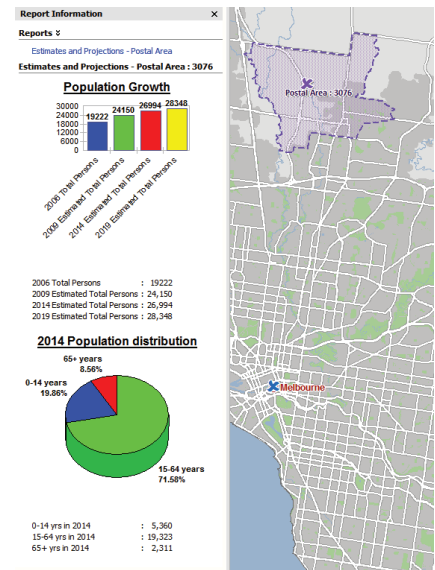 Report Information ×
Reports
Estimates and Projections - Postal Area
Estimates and Projections - Postal Area : 3076
Population Growth
30000
24000
18000
12000
6000
0
19222
24150
26994
28348
2006 Total Persons
2009 Estimated Total Persons
2014 Estimated Total Persons
2019 Estimated Total Persons
2006 Total Persons : 19222
2009 Estimated Total Persons : 24,150
2014 Estimated Total Persons : 26,994
2019 Estimated Total Persons : 28,348
2014 Population distribution
65+ years
8.56%
0-14 years
19.86%
15-64 years
71.58%
0-14 yrs in 2014 : 5,360
15-64 yrs in 2014 : 19,323
65+ yrs in 2014 : 2,311
Postal Area : 3076
Melbourne